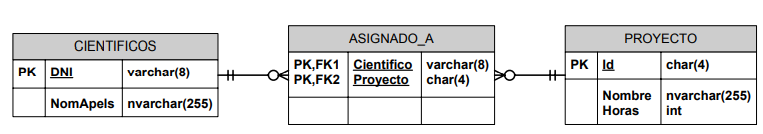 CIENTIFICOS
PK DNI varchar(8)
NomApels nvarchar(255)
ASIGNADO_A
PK,FK1 Cientifico varchar(8)
PK,FK2 Proyecto char(4)
PROYECTO
PK Id char(4)
Nombre nvarchar(255)
Horas int